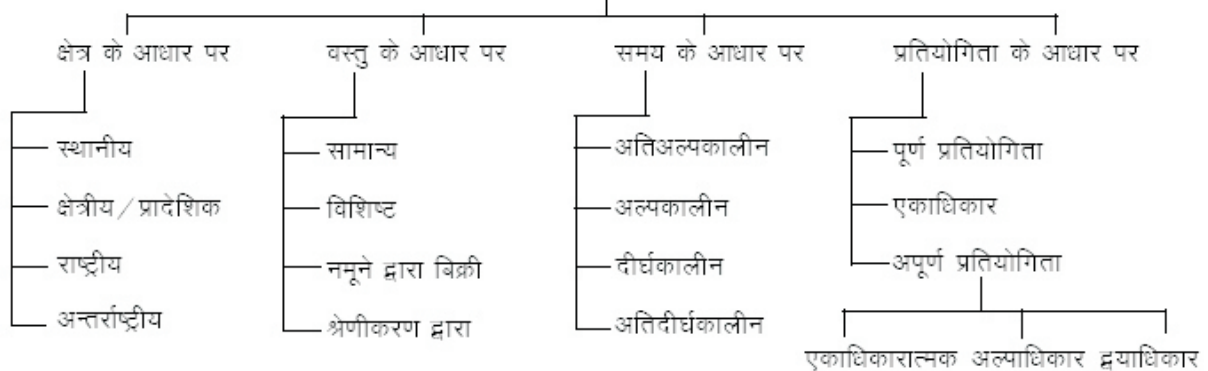 क्षेत्र के आधार पर
वस्तु के आधार पर
समय के आधार पर
प्रतियोगिता के आधार पर
स्थानीय
क्षेत्रीय / प्रादेशिक
राष्ट्रीय
अन्तर्राष्ट्रीय
सामान्य
विशिष्ट
नमूने द्वारा बिक्री
श्रेणीकरण द्वारा
अतिअल्पकालीन
अल्पकालीन
दीर्घकालीन
अतिदीर्घकालीन
पूर्ण प्रतियोगिता
एकाधिकार
अपूर्ण प्रतियोगिता
एकाधिकारात्मक अल्पाधिकार द्वयाधिकार